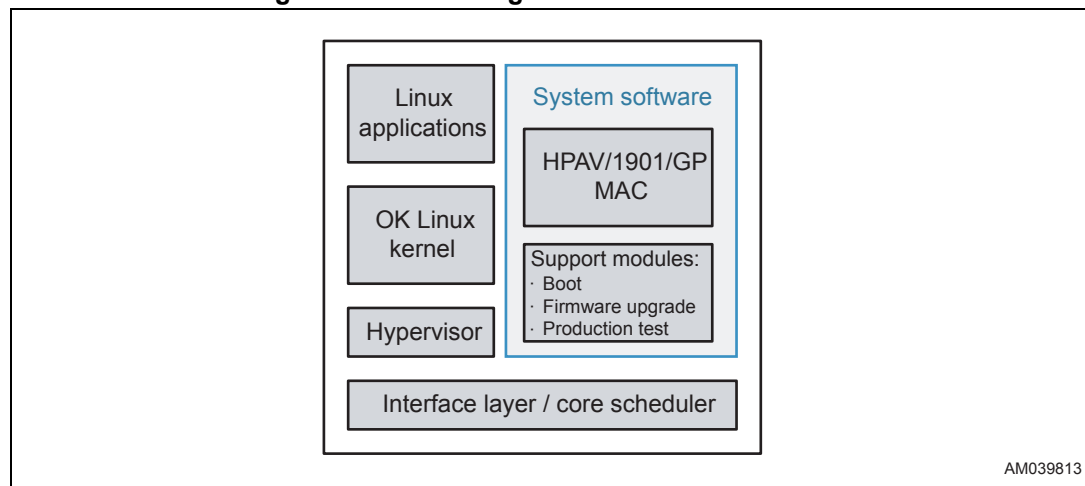 Linux
applications
OK Linux
kernel
Hypervisor
System software
HPAV/1901/GP
MAC
Support modules:
· Boot
· Firmware upgrade
· Production test
Interface layer / core scheduler
AM039813